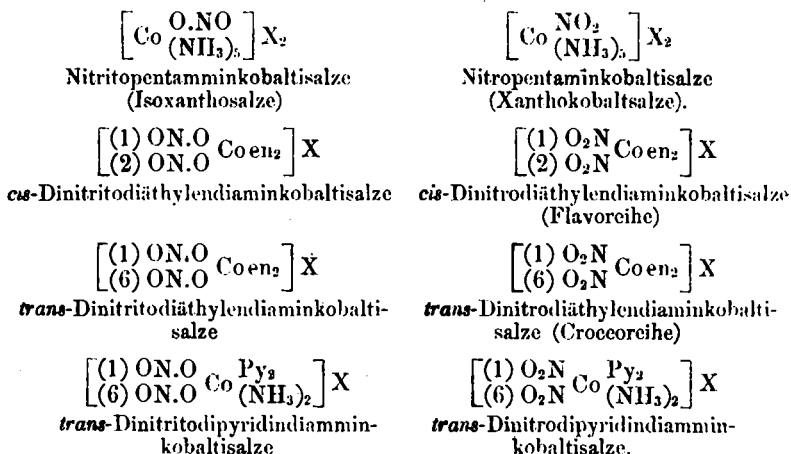 [Co O.NO (NH₃)₅] X₂
Nitritopentamminkobaltisalze
(Isoxanthosalze)
[Co NO₂ (NH₃)₅] X₂
Nitropentaminkobaltisalze
(Xanthokobaltsalze).
[(1) ON.O (2) ON.O Co en₂] X
cis-Dinitritodiäthylendiaminkobaltisalze
[(1) O₂N (2) O₂N Co en₂] X
cis-Dinitrodiäthylendiaminkobaltisalze
(Flavoreihe)
[(1) ON.O (6) ON.O Co en₂] X
trans-Dinitritodiäthylendiaminkobalti-
salze
[(1) O₂N (6) O₂N Co en₂] X
trans-Dinitrodiäthylendiaminkobalti-
salze (Croceoreihe)
[(1) ON.O (6) ON.O Co Py₂ (NH₃)₂] X
trans-Dinitritodipyridindiammin-
kobaltisalze
[(1) O₂N (6) O₂N Co Py₂ (NH₃)₂] X
trans-Dinitrodipyridindiammin-
kobaltisalze.